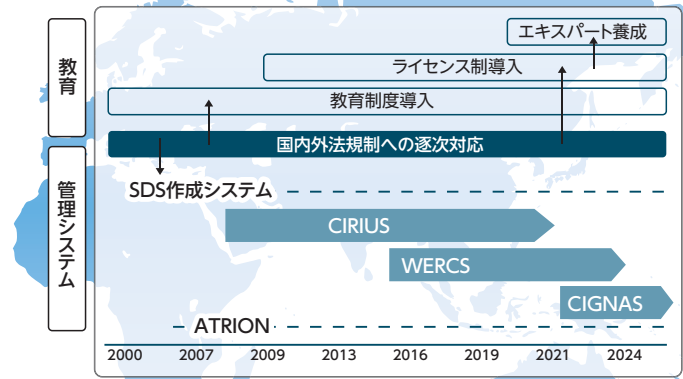 教育
エキスパート養成
ライセンス制導入
教育制度導入
国内外法規制への逐次対応
管理システム
SDS作成システム
CIRIUS
WERCS
CIGNAS
ATRION
2000 2007 2009 2013 2016 2019 2021 2024